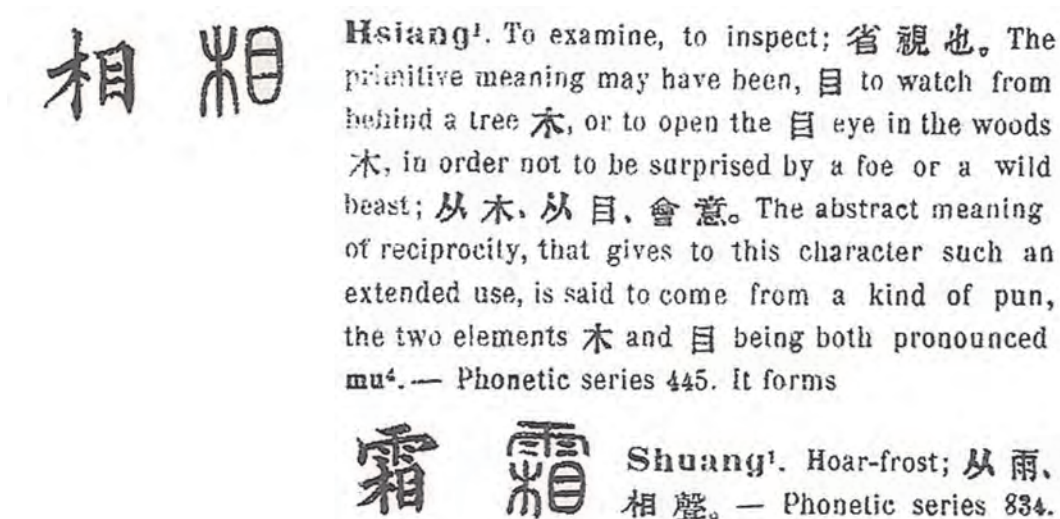 相 相 Hsiang¹. To examine, to inspect; 省視也。The
primitive meaning may have been, 目 to watch from
behind a tree 木, or to open the 目 eye in the woods
木, in order not to be surprised by a foe or a wild
beast; 从木、从目、會意。The abstract meaning
of reciprocity, that gives to this character such an
extended use, is said to come from a kind of pun,
the two elements 木 and 目 being both pronounced
mu⁴. — Phonetic series 445. It forms
霜 霜 Shuang¹. Hoar-frost; 从雨、
相聲。— Phonetic series 834.